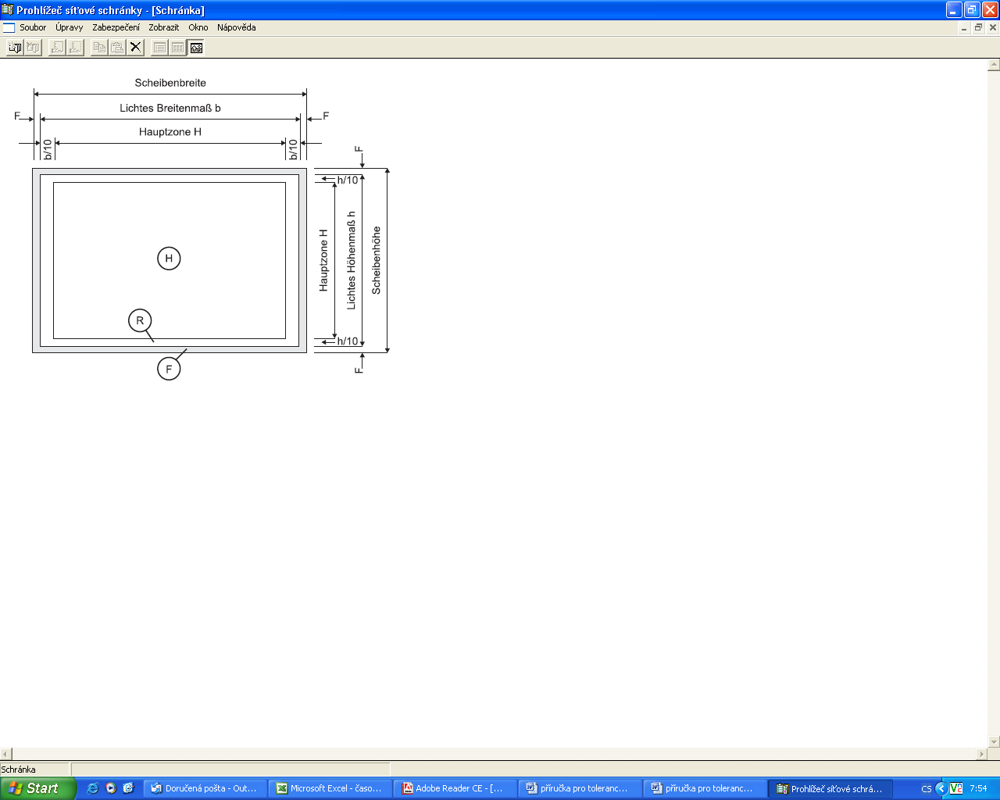 Prohlížeč síťové schránky - [Schránka]
Soubor Úpravy Zabezpečení Zobrazit Okno Nápověda
Scheibenbreite
Lichtes Breitenmaß b
F F
Hauptzone H
b/10 b/10
F
h/10
Hauptzone H
Lichtes Höhenmaß h
Scheibenhöhe
H
R
h/10
F
F
Schránka
Start Doručená pošta - Out... Microsoft Excel - časo... Adobe Reader CE - [... příručka pro toleranc... příručka pro toleranc... Prohlížeč síťové schrá... CS 7:54